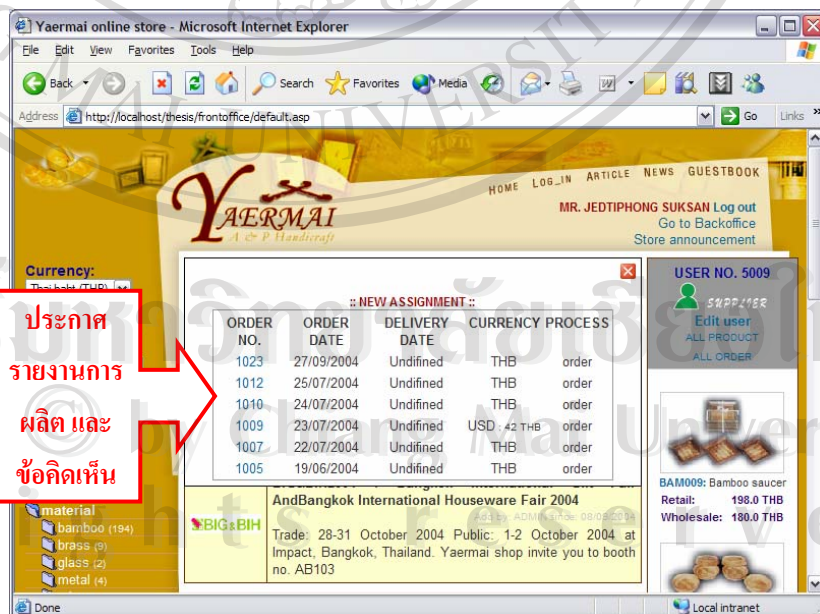 Yaermai online store - Microsoft Internet Explorer
File Edit View Favorites Tools Help
Back Search Favorites Media
Address http://localhost/thesis/frontoffice/default.asp Go Links
HOME LOG_IN ARTICLE NEWS GUESTBOOK
YAERMAI
A & P Handicraft
MR. JEDTIPHONG SUKSAN Log out
Go to Backoffice
Store announcement
Currency:
Thai baht (THB)
ประกาศ
รายงานการ
ผลิต และ
ข้อคิดเห็น
material
bamboo (194)
brass (9)
glass (2)
metal (4)
:: NEW ASSIGNMENT ::
ORDER NO. ORDER DATE DELIVERY DATE CURRENCY PROCESS
1023 27/09/2004 Undifined THB order
1012 25/07/2004 Undifined THB order
1010 24/07/2004 Undifined THB order
1009 23/07/2004 Undifined USD : 42 THB order
1007 22/07/2004 Undifined THB order
1005 19/06/2004 Undifined THB order
AndBangkok International Houseware Fair 2004
Add by: ADMIN since: 08/09/2004
BIG&BIH
Trade: 28-31 October 2004 Public: 1-2 October 2004 at
Impact, Bangkok, Thailand. Yaermai shop invite you to booth
no. AB103
USER NO. 5009
SUPPLIER
Edit user
ALL PRODUCT
ALL ORDER
BAM009: Bamboo saucer
Retail: 198.0 THB
Wholesale: 180.0 THB
Done Local intranet